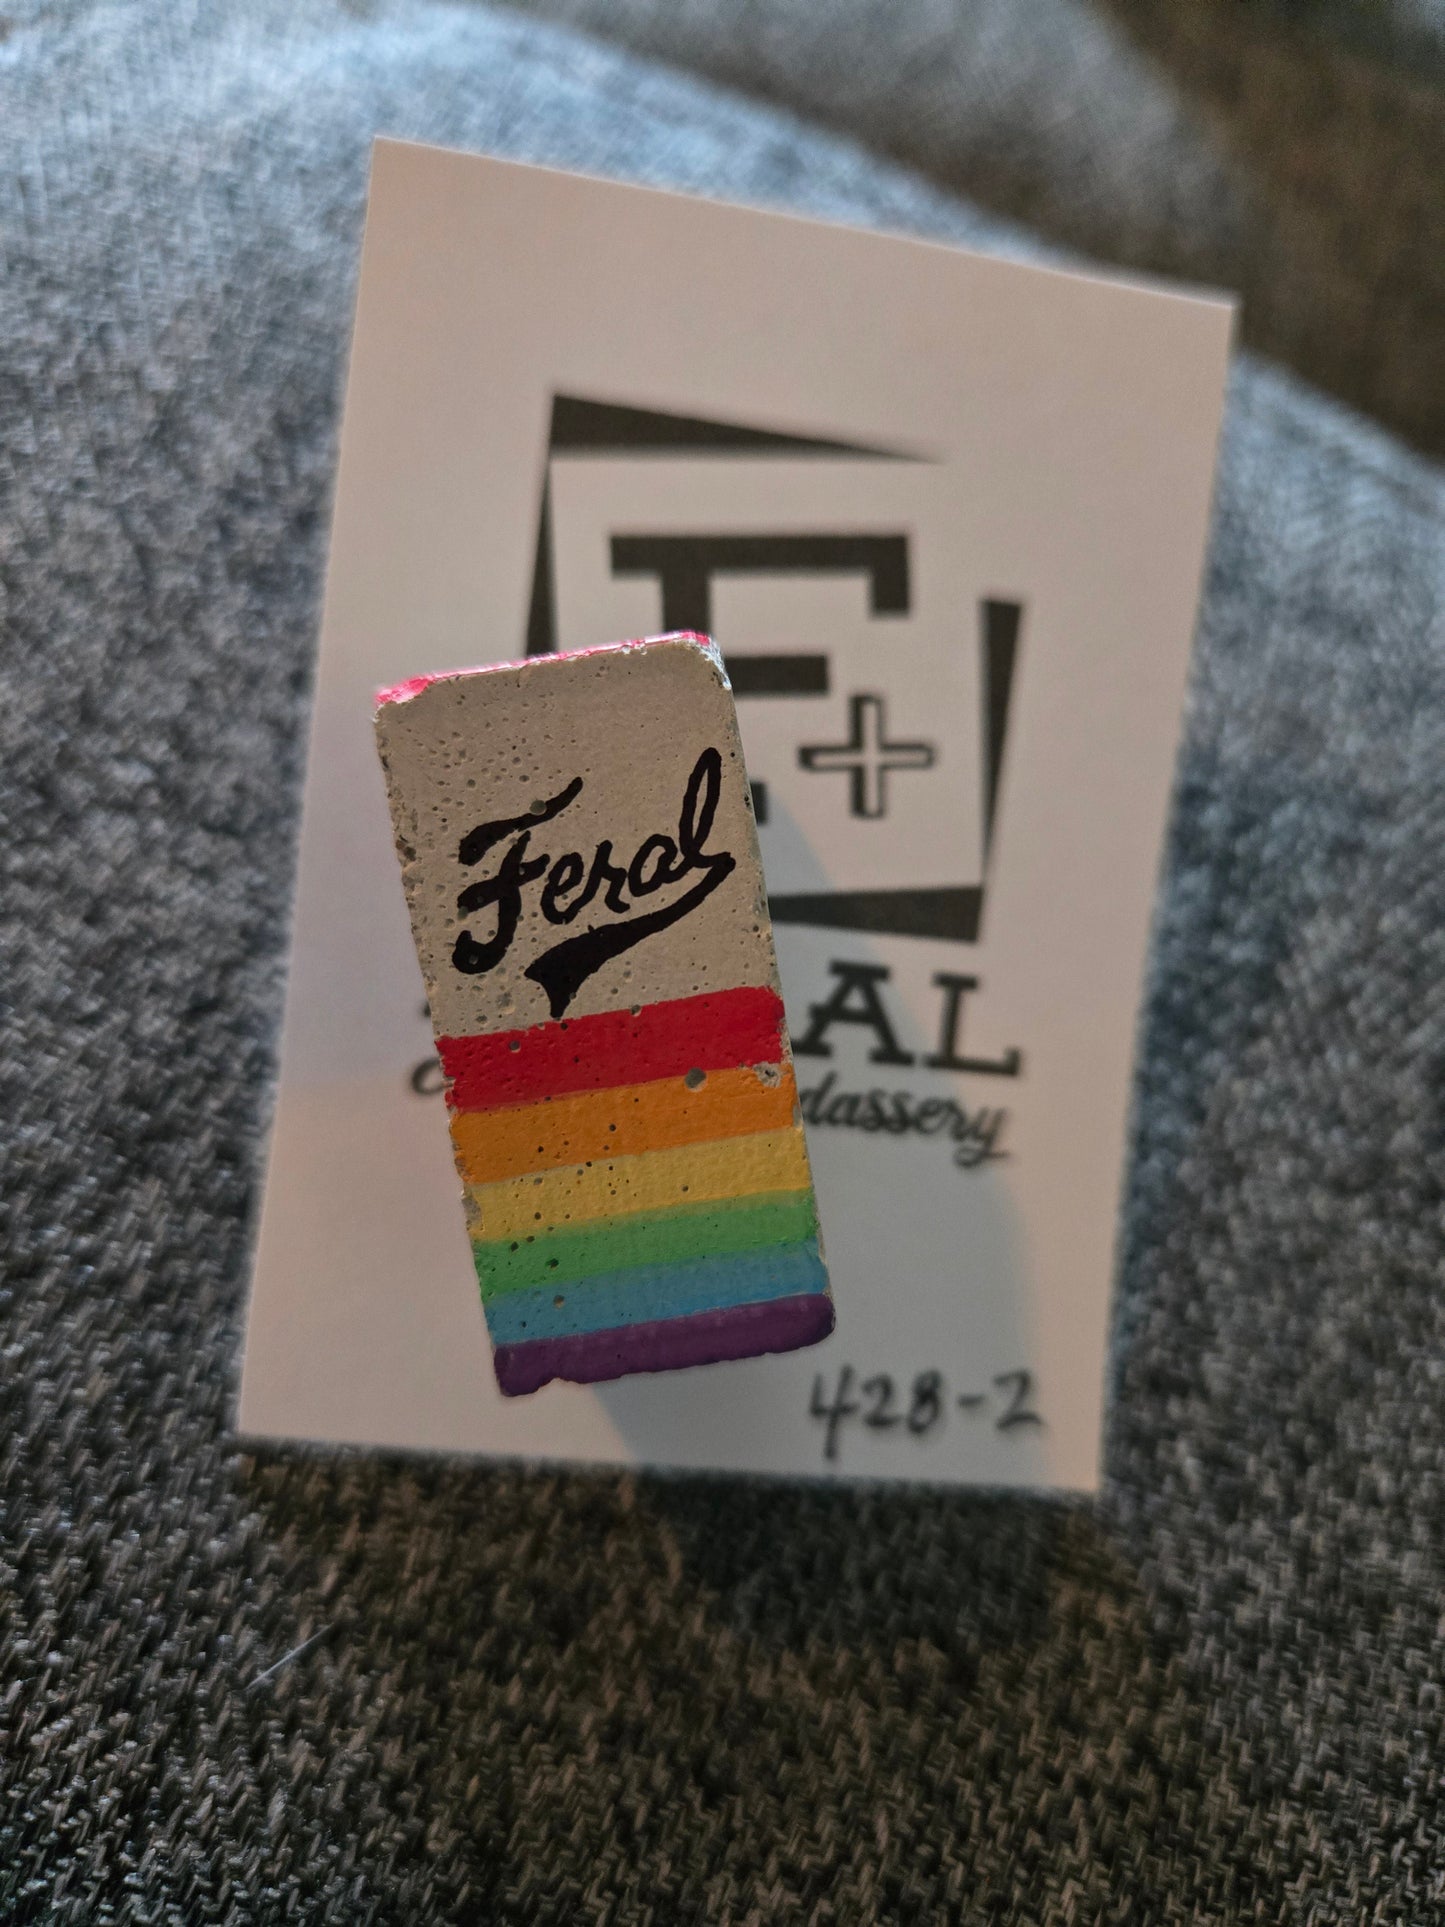 F+
Feral
AL
dassery
428-2